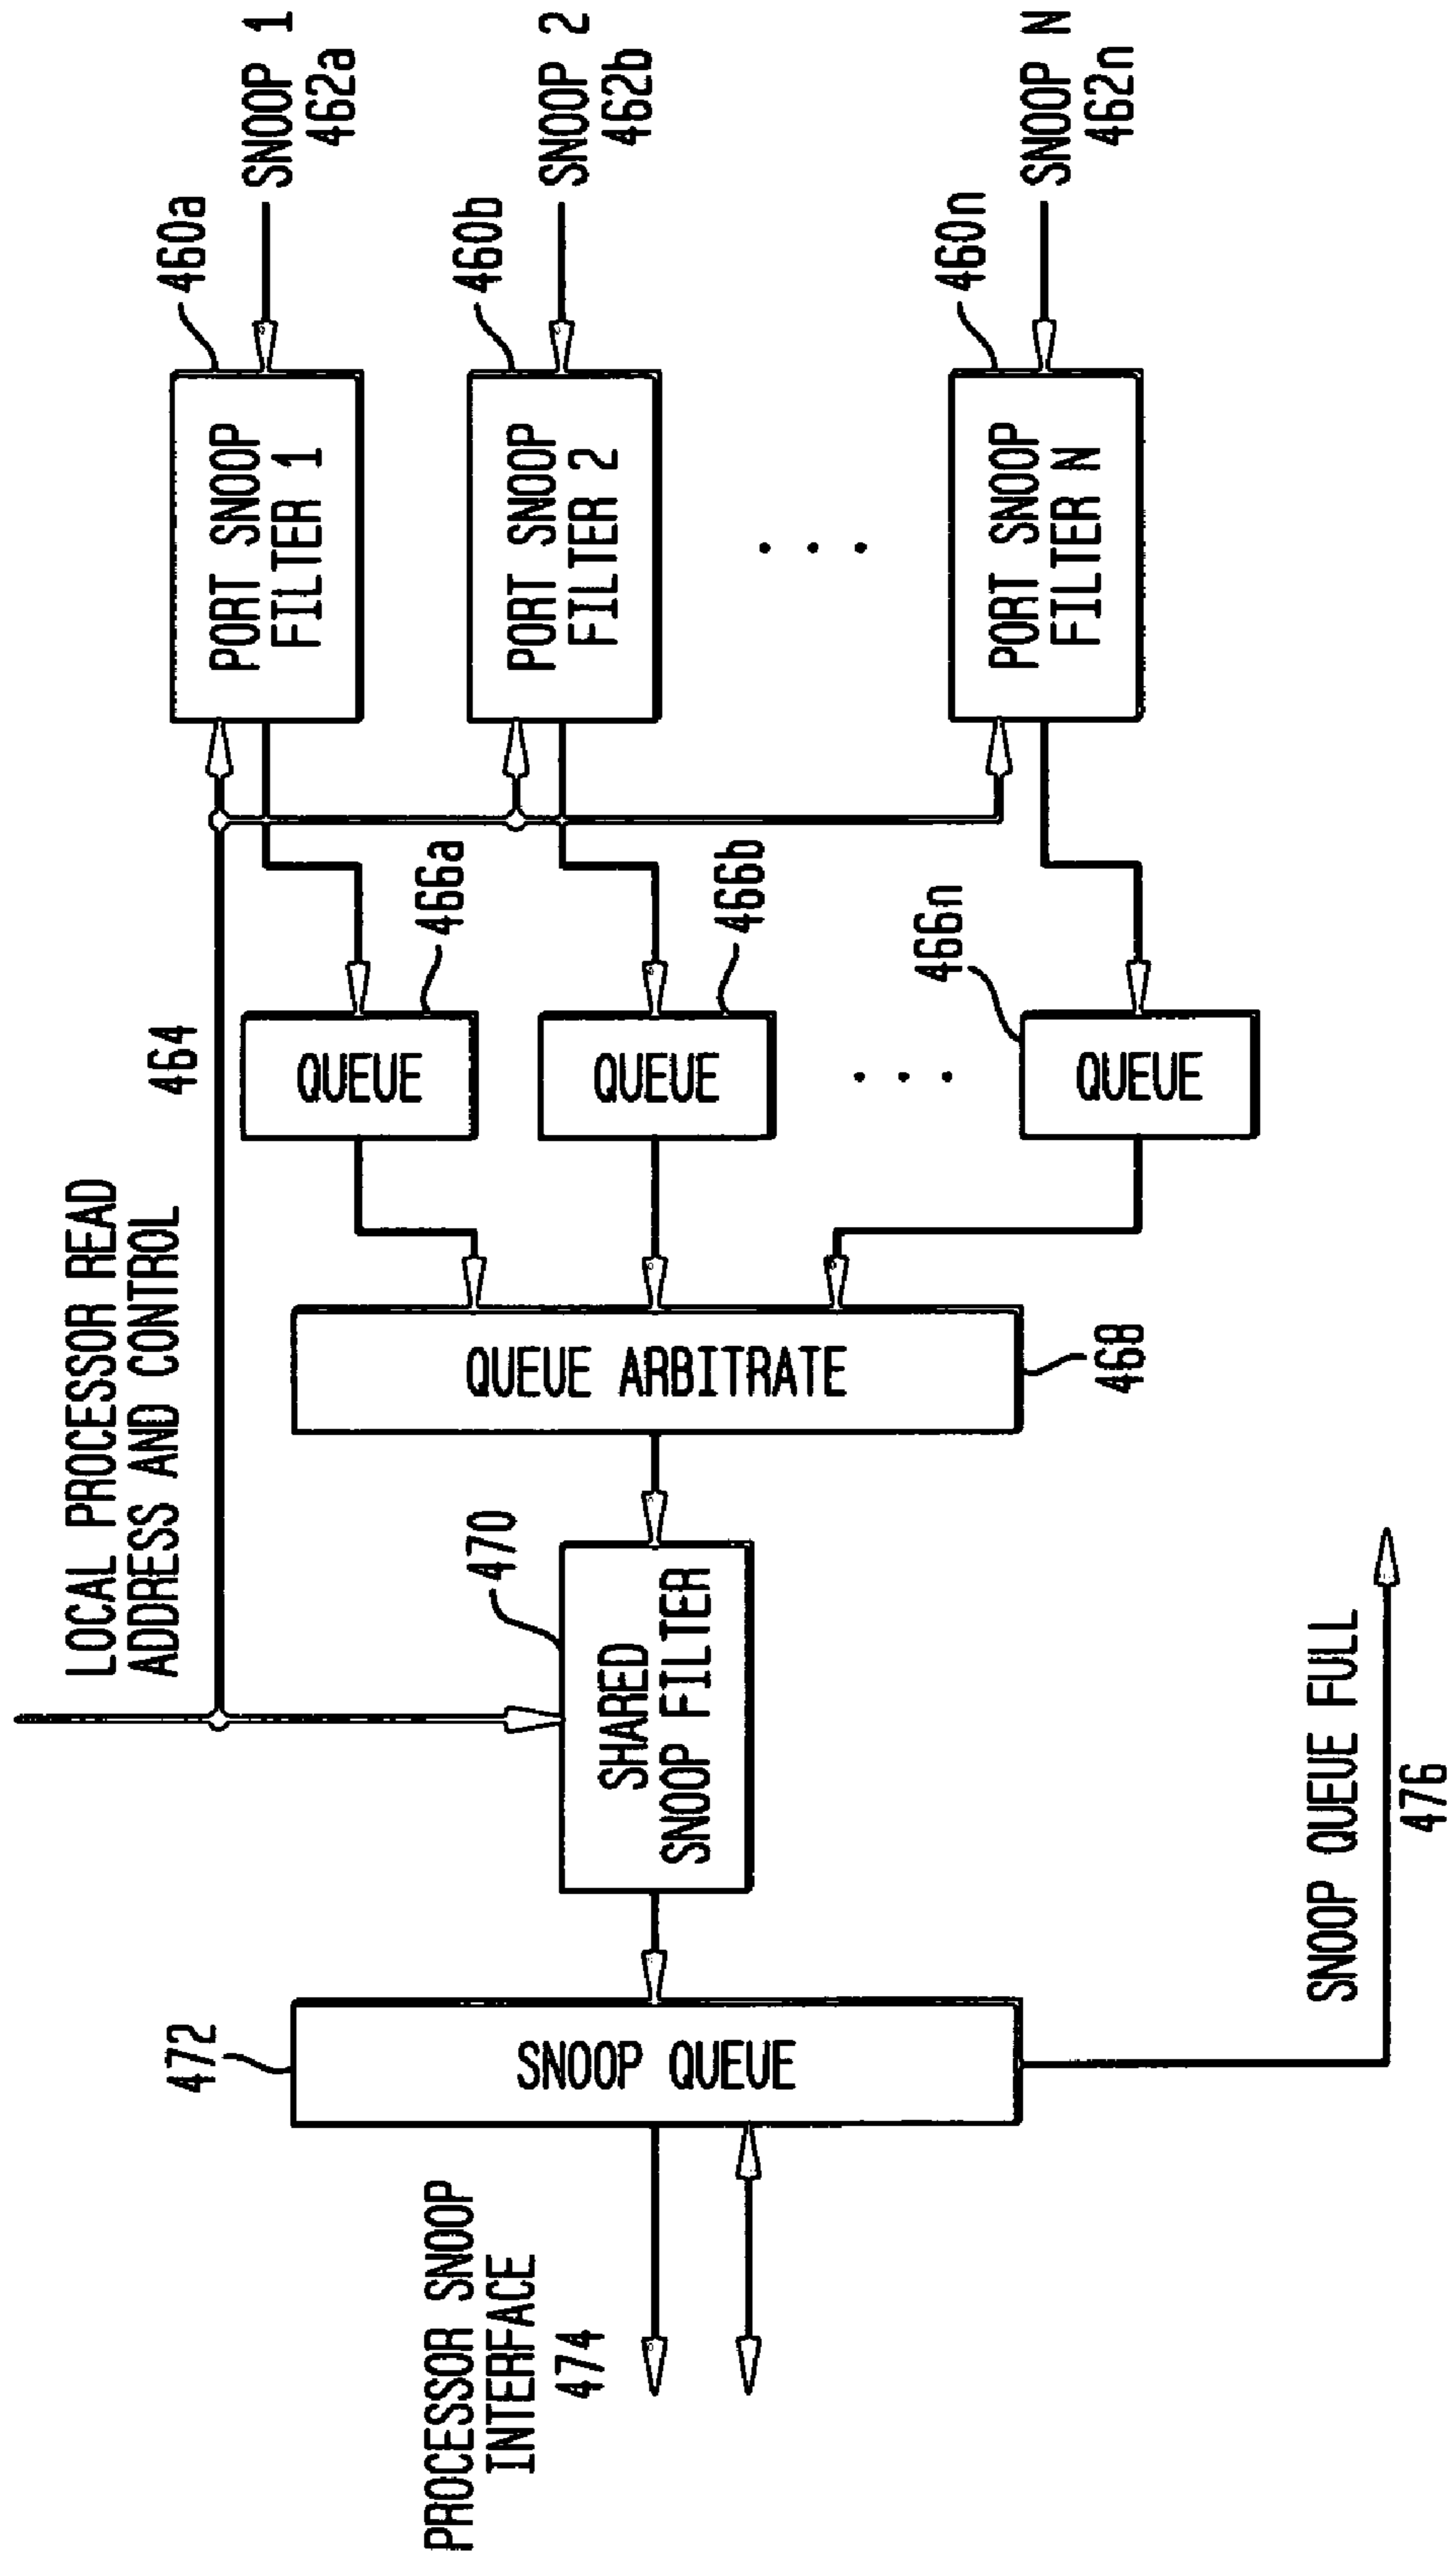 LOCAL PROCESSOR READ
ADDRESS AND CONTROL
464
460a
SNOOP 1
462a
PORT SNOOP
FILTER 1
460b
SNOOP 2
462b
PORT SNOOP
FILTER 2
. . .
460n
SNOOP N
462n
PORT SNOOP
FILTER N
466a
QUEUE
466b
QUEUE
. . .
466n
QUEUE
QUEUE ARBITRATE
468
470
SHARED
SNOOP FILTER
472
SNOOP QUEUE
PROCESSOR SNOOP
INTERFACE
474
SNOOP QUEUE FULL
476